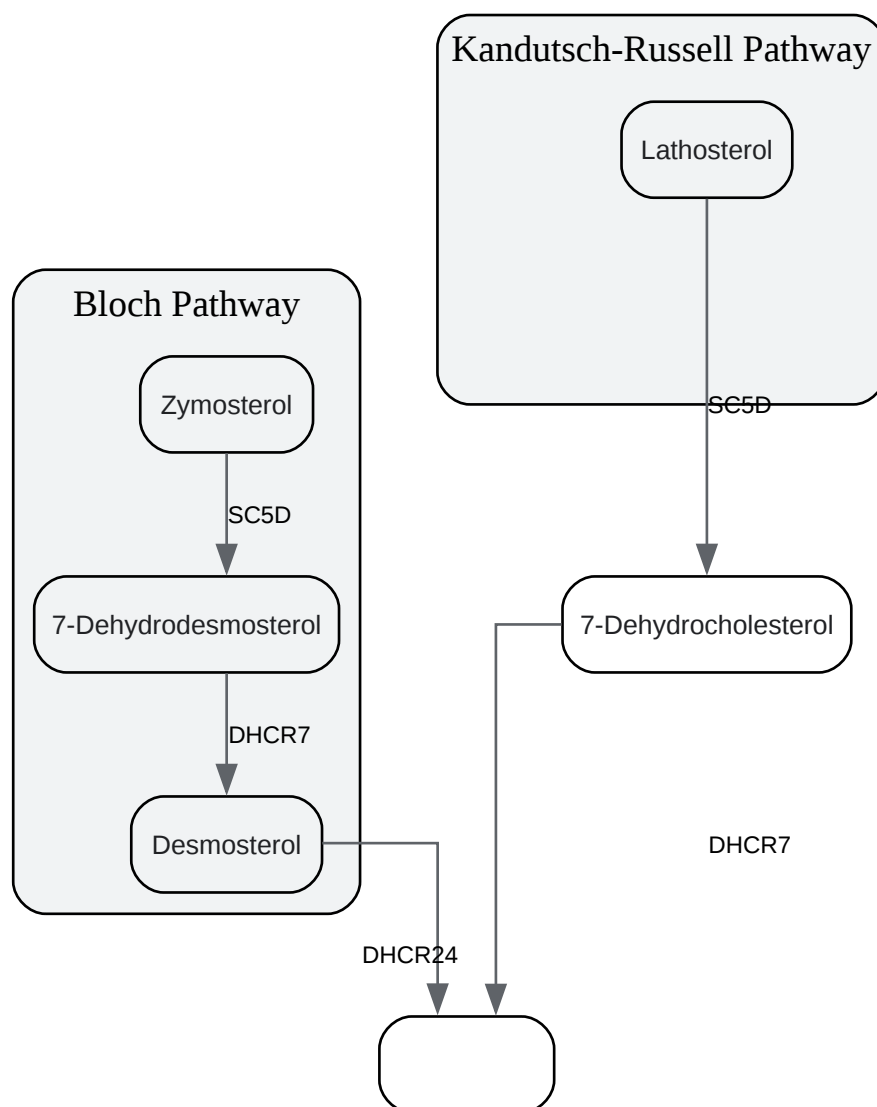 Kandutsch-Russell Pathway
Lathosterol
SC5D
Bloch Pathway
Zymosterol
SC5D
7-Dehydrodesmosterol
DHCR7
Desmosterol
7-Dehydrocholesterol
DHCR7
DHCR24